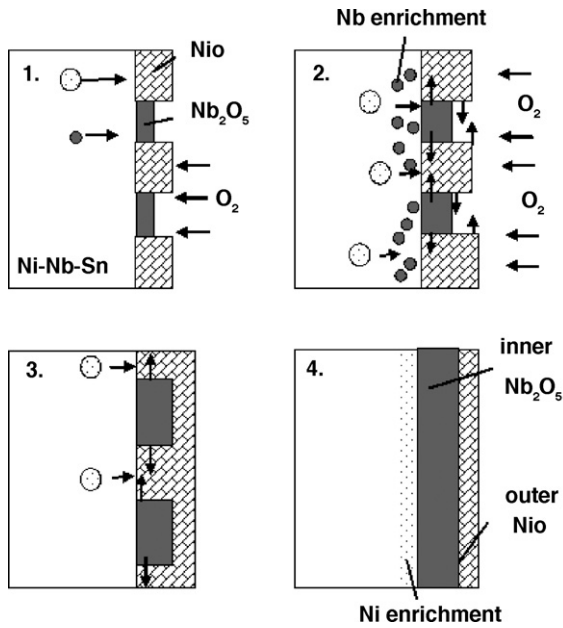 1.
Nio
Nb₂O₅
O₂
Ni-Nb-Sn
Nb enrichment
2.
O₂
O₂
3.
4.
inner
Nb₂O₅
outer
Nio
Ni enrichment